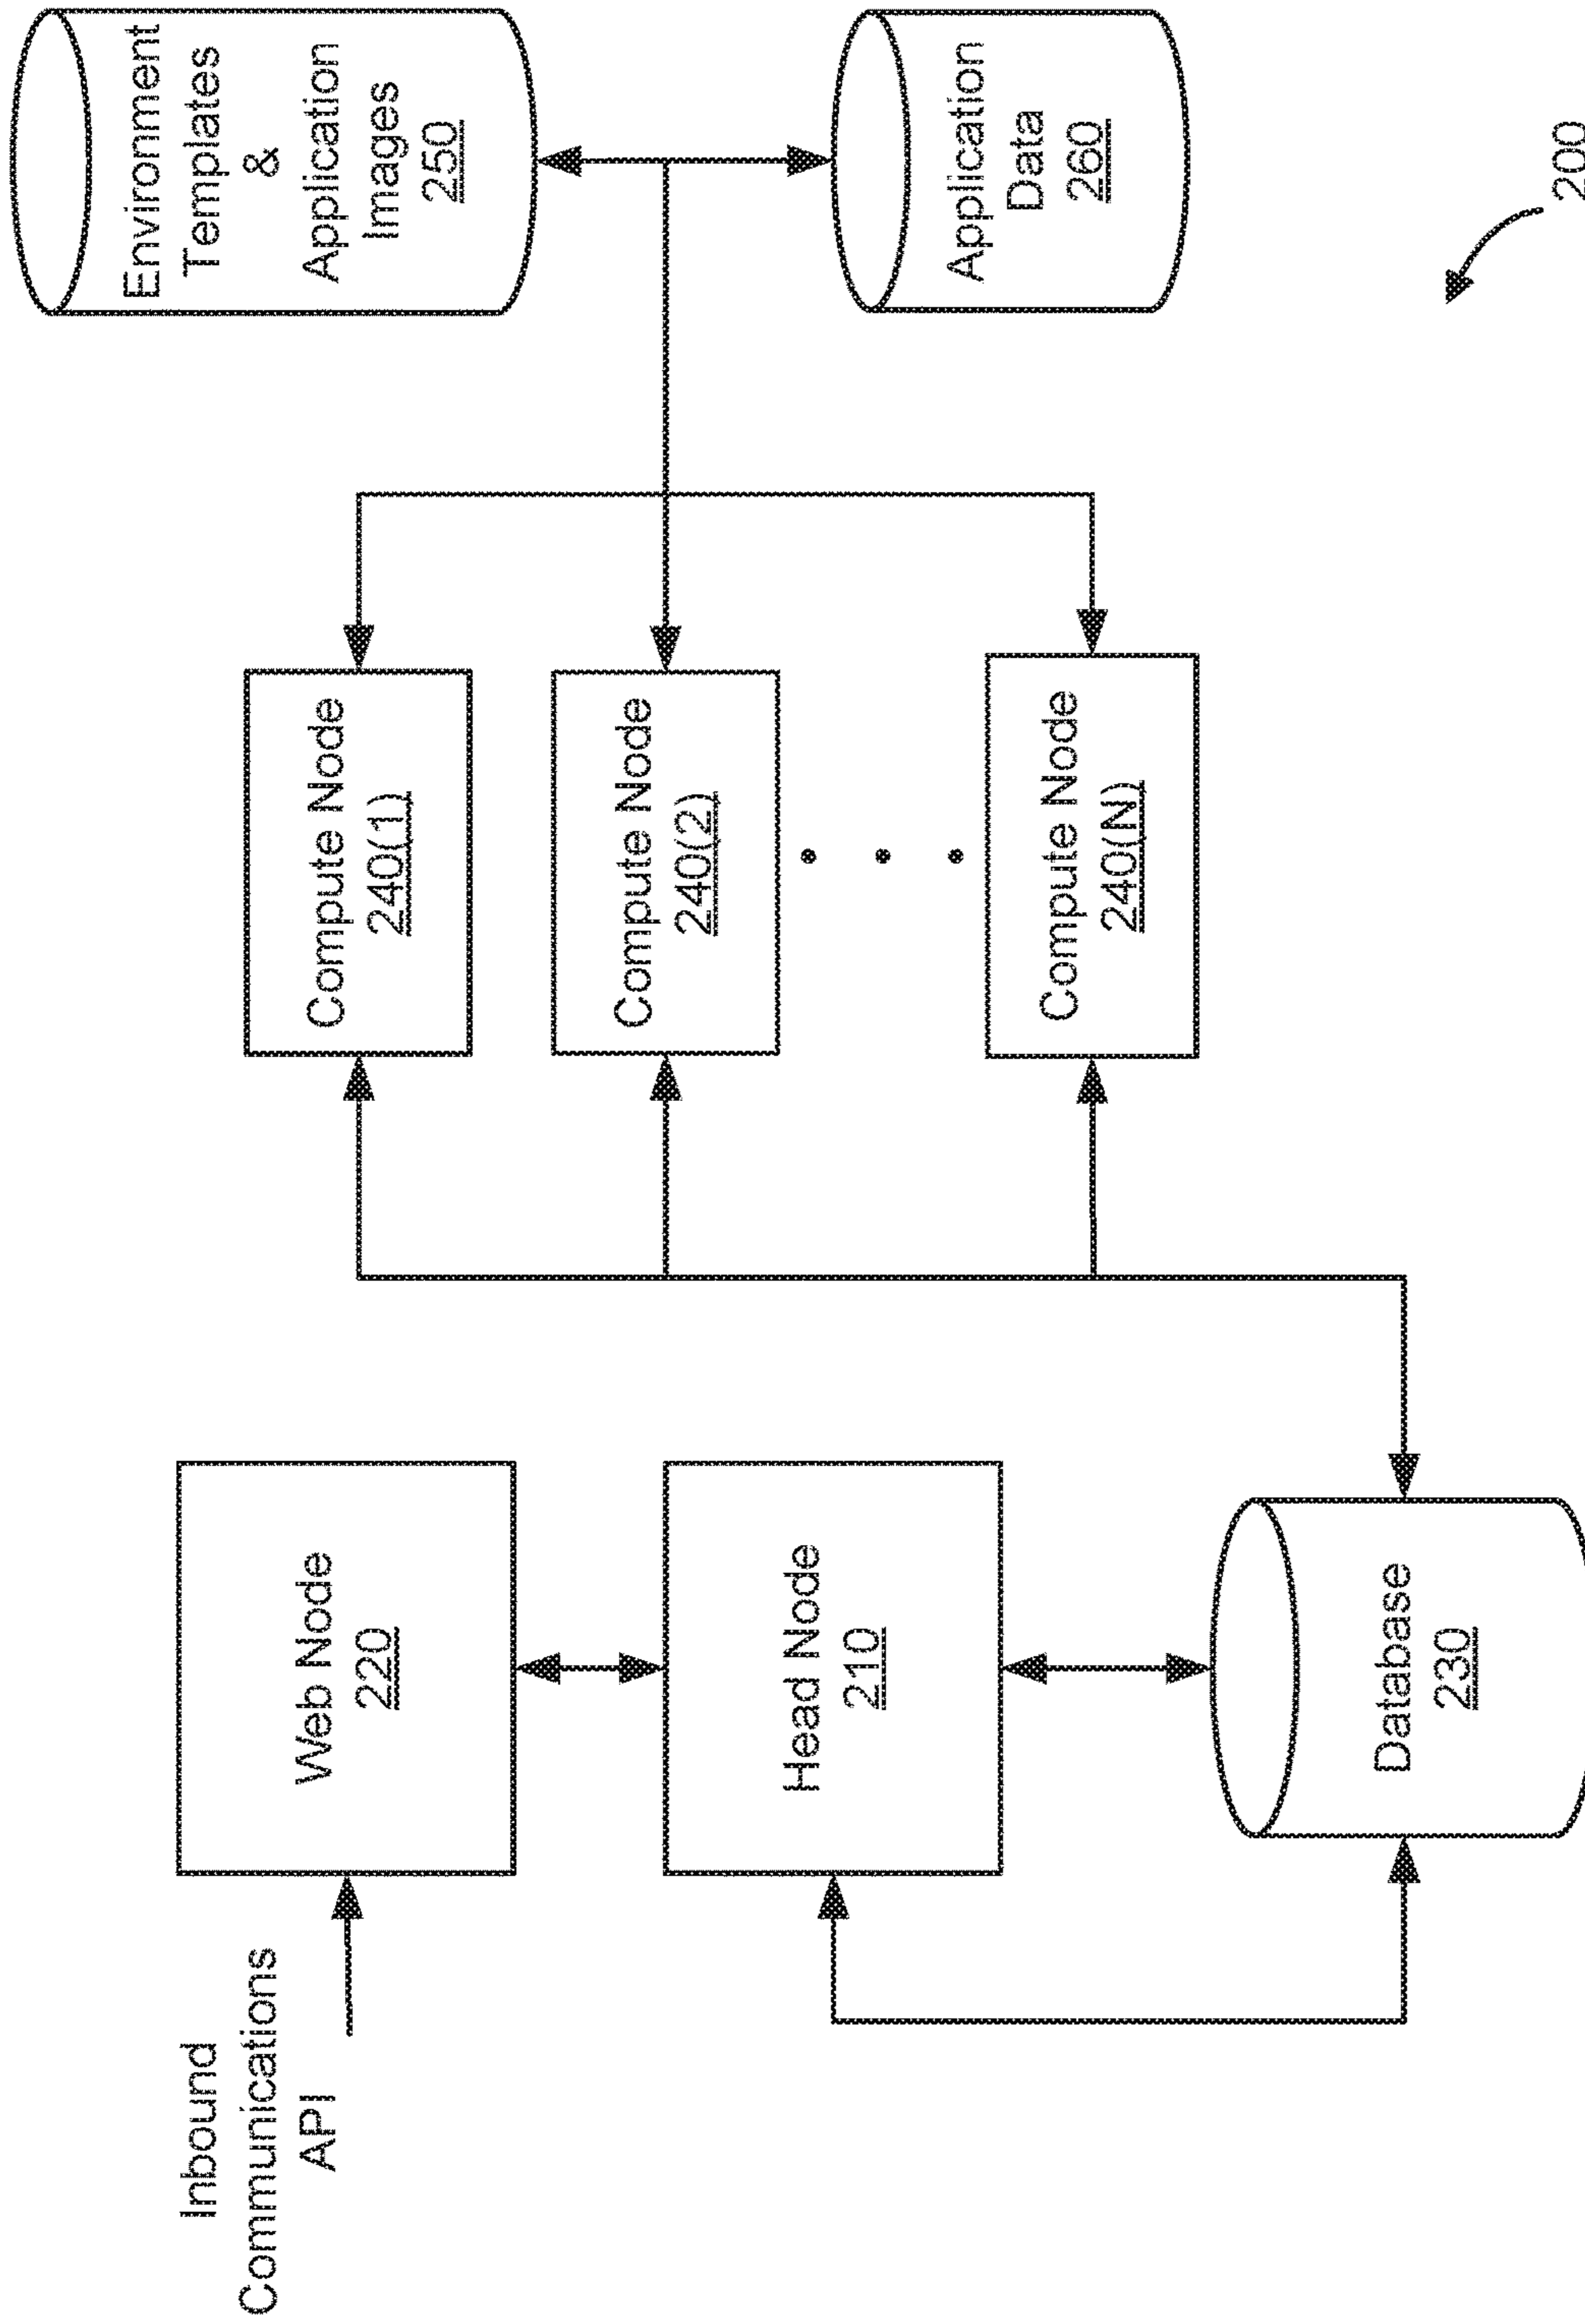 Inbound
Communications
API
Web Node
220
Head Node
210
Database
230
Compute Node
240(1)
Compute Node
240(2)
Compute Node
240(N)
Environment
Templates
&
Application
Images
250
Application
Data
260
200